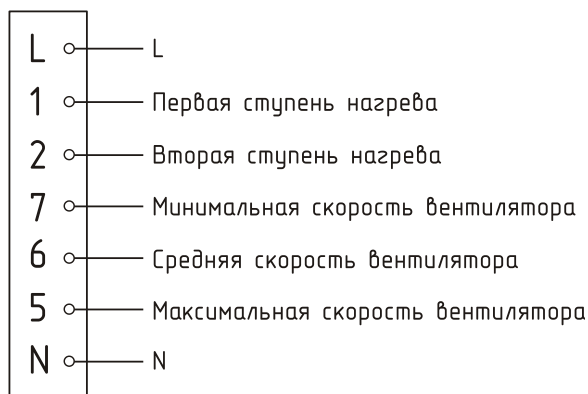 L L
1 Первая ступень нагрева
2 Вторая ступень нагрева
7 Минимальная скорость вентилятора
6 Средняя скорость вентилятора
5 Максимальная скорость вентилятора
N N